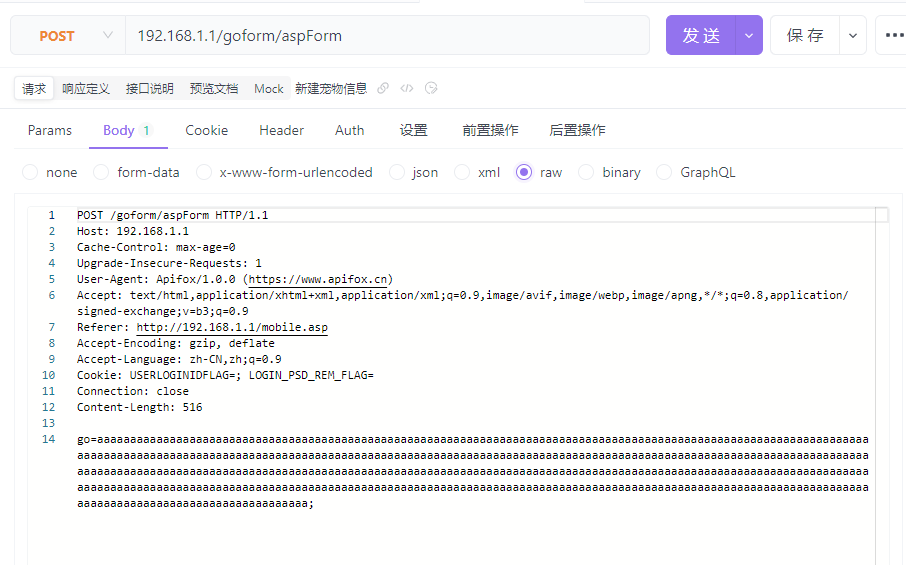 POST 192.168.1.1/goform/aspForm 发 送 保 存
请求 响应定义 接口说明 预览文档 Mock 新建宠物信息
Params Body 1 Cookie Header Auth 设置 前置操作 后置操作
none form-data x-www-form-urlencoded json xml raw binary GraphQL
1 POST /goform/aspForm HTTP/1.1
2 Host: 192.168.1.1
3 Cache-Control: max-age=0
4 Upgrade-Insecure-Requests: 1
5 User-Agent: Apifox/1.0.0 (https://www.apifox.cn)
6 Accept: text/html,application/xhtml+xml,application/xml;q=0.9,image/avif,image/webp,image/apng,*/*;q=0.8,application/
signed-exchange;v=b3;q=0.9
7 Referer: http://192.168.1.1/mobile.asp
8 Accept-Encoding: gzip, deflate
9 Accept-Language: zh-CN,zh;q=0.9
10 Cookie: USERLOGINIDFLAG=; LOGIN_PSD_REM_FLAG=
11 Connection: close
12 Content-Length: 516
13
14 go=aaaaaaaaaaaaaaaaaaaaaaaaaaaaaaaaaaaaaaaaaaaaaaaaaaaaaaaaaaaaaaaaaaaaaaaaaaaaaaaaaaaaaaaaaaaaaaaaaaaaaaaaaaaaaaaaaaaaa
aaaaaaaaaaaaaaaaaaaaaaaaaaaaaaaaaaaaaaaaaaaaaaaaaaaaaaaaaaaaaaaaaaaaaaaaaaaaaaaaaaaaaaaaaaaaaaaaaaaaaaaaaaaaaaaaaaaaaaaa
aaaaaaaaaaaaaaaaaaaaaaaaaaaaaaaaaaaaaaaaaaaaaaaaaaaaaaaaaaaaaaaaaaaaaaaaaaaaaaaaaaaaaaaaaaaaaaaaaaaaaaaaaaaaaaaaaaaaaaaa
aaaaaaaaaaaaaaaaaaaaaaaaaaaaaaaaaaaaaaaaaaaaaaaaaaaaaaaaaaaaaaaaaaaaaaaaaaaaaaaaaaaaaaaaaaaaaaaaaaaaaaaaaaaaaaaaaaaaaaaa
aaaaaaaaaaaaaaaaaaaaaaaaaaaaaaaaaaa;